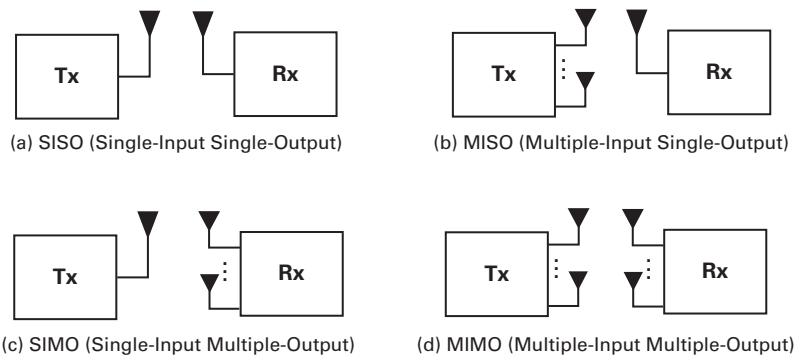 Tx
Rx
(a) SISO (Single-Input Single-Output)
Tx
Rx
(b) MISO (Multiple-Input Single-Output)
Tx
Rx
(c) SIMO (Single-Input Multiple-Output)
Tx
Rx
(d) MIMO (Multiple-Input Multiple-Output)